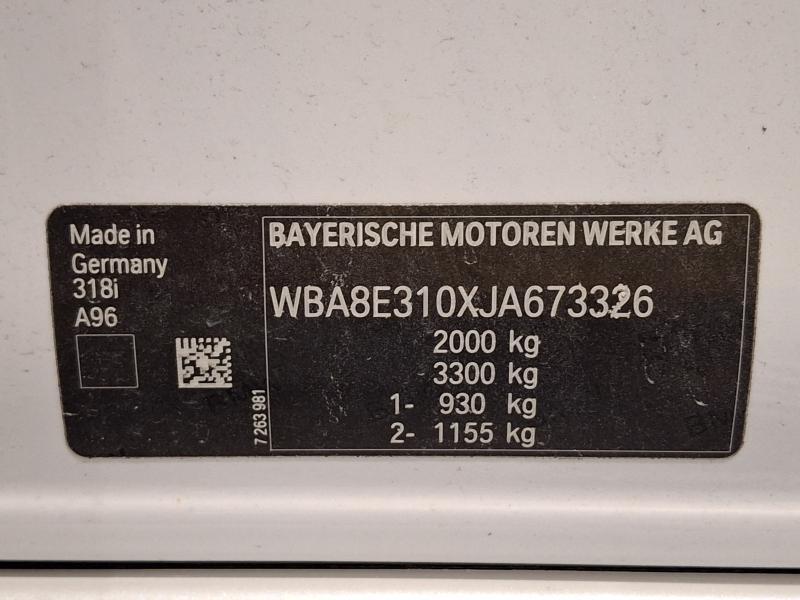 Made in
Germany
318i
A96
7 263 981
BAYERISCHE MOTOREN WERKE AG
WBA8E310XJA673326
2000 kg
3300 kg
1- 930 kg
2- 1155 kg